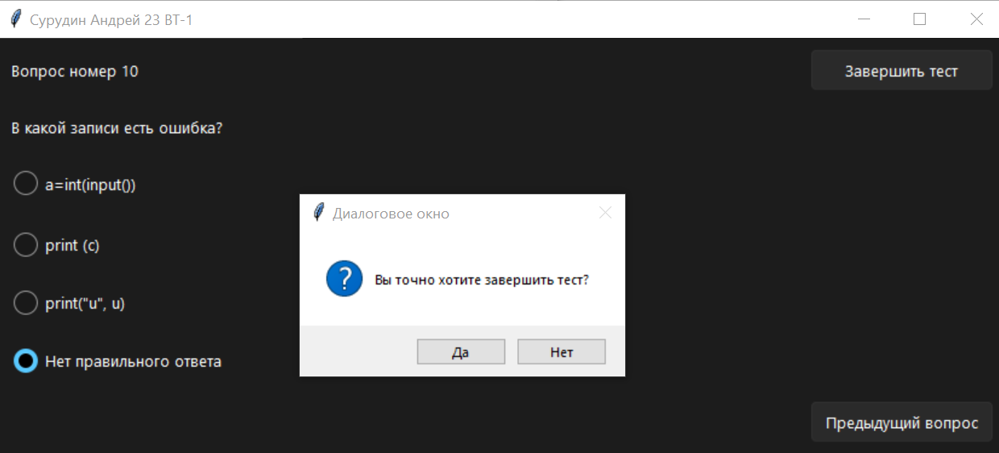 Сурудин Андрей 23 ВТ-1
Вопрос номер 10
Завершить тест
В какой записи есть ошибка?
a=int(input())
print (c)
print("u", u)
Нет правильного ответа
Диалоговое окно
?
Вы точно хотите завершить тест?
Да
Нет
Предыдущий вопрос